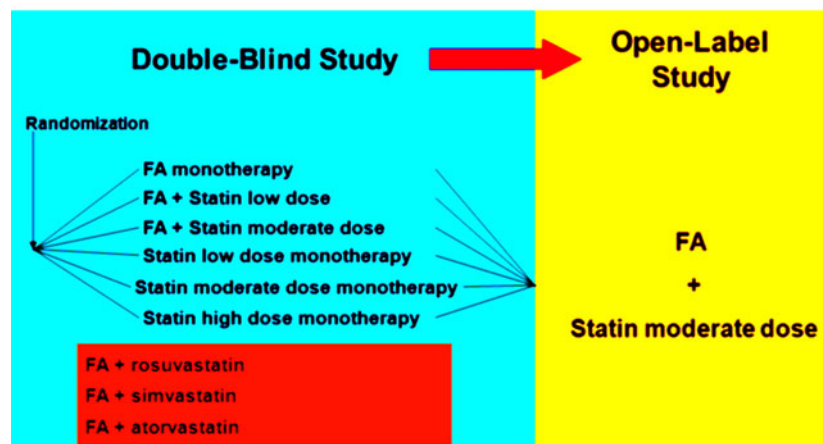 Double-Blind Study
Open-Label
Study
Randomization
FA monotherapy
FA + Statin low dose
FA + Statin moderate dose
Statin low dose monotherapy
Statin moderate dose monotherapy
Statin high dose monotherapy
FA
+
Statin moderate dose
FA + rosuvastatin
FA + simvastatin
FA + atorvastatin